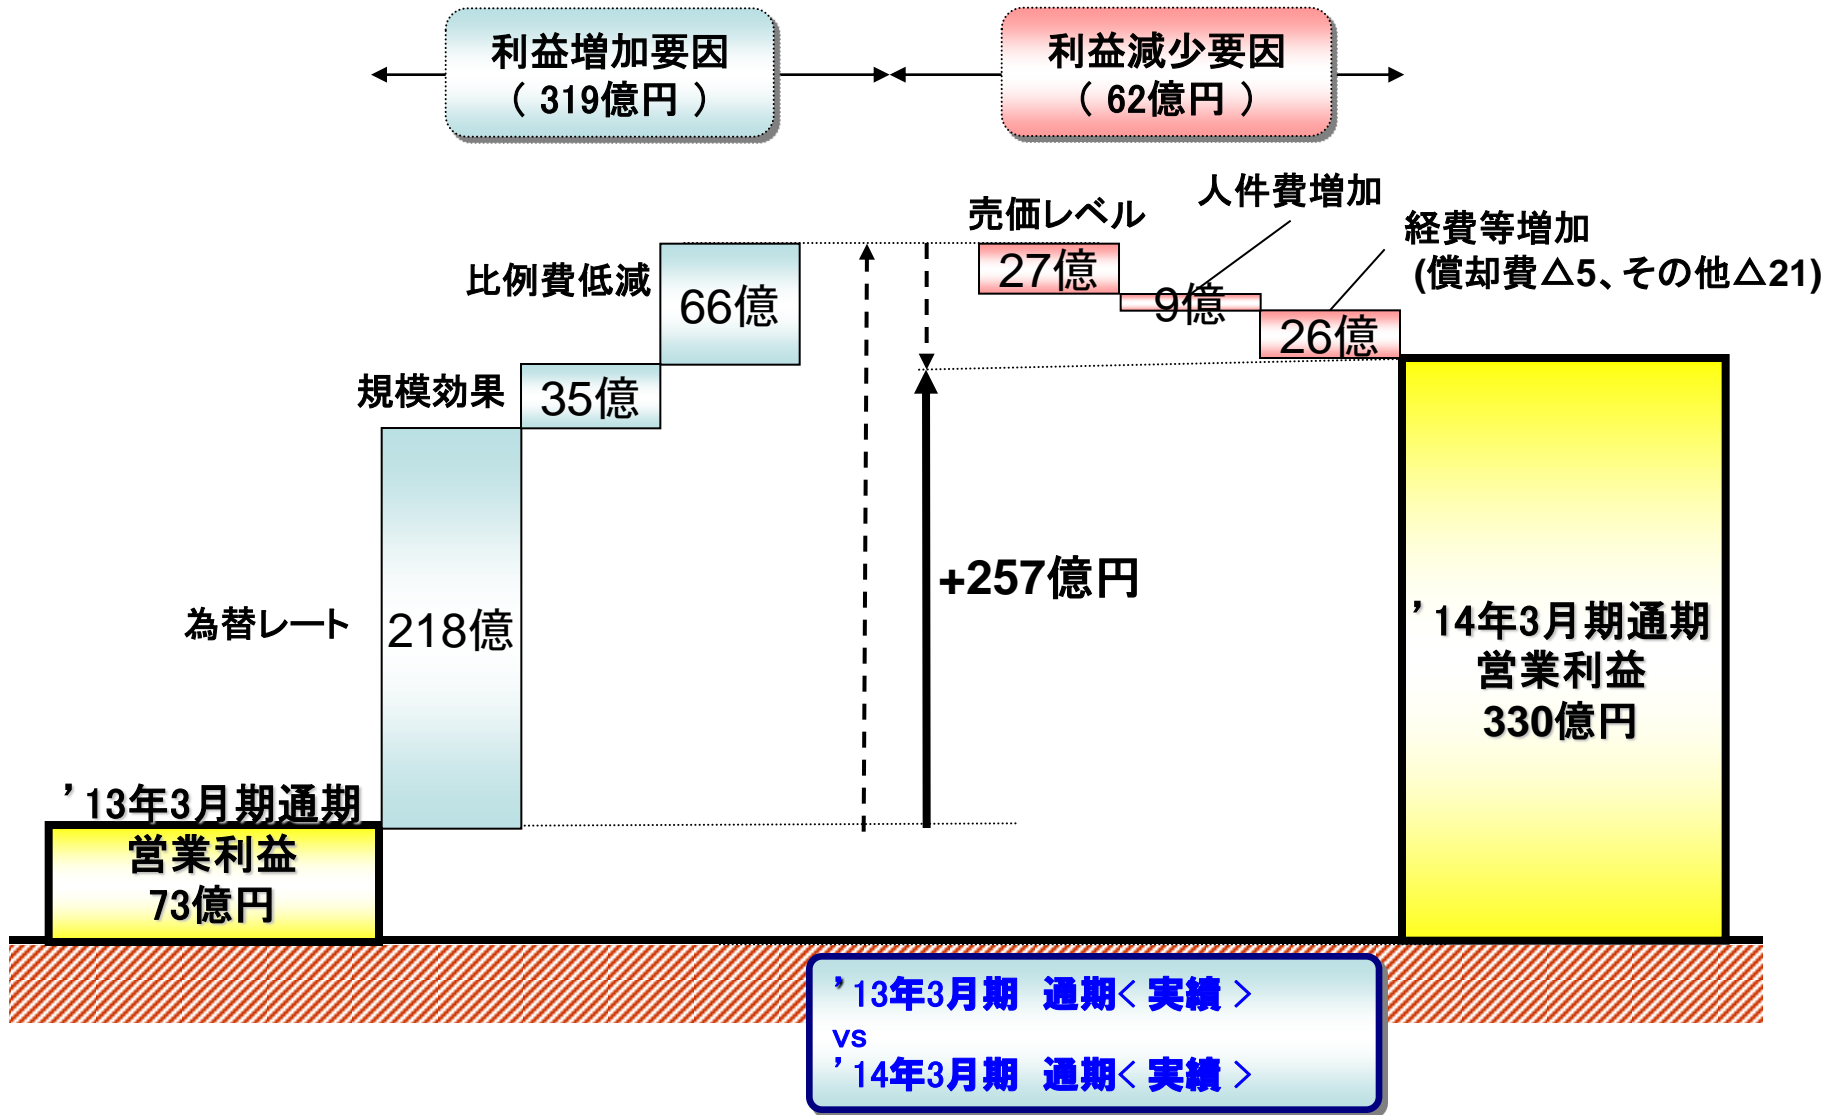 利益増加要因
（ 319億円 ）
利益減少要因
（ 62億円 ）
人件費増加
売価レベル
経費等増加
(償却費△5、その他△21)
27億
9億
26億
比例費低減
66億
規模効果
35億
+257億円
為替レート
218億
’14年3月期通期
営業利益
330億円
’13年3月期通期
営業利益
73億円
’13年3月期　通期＜ 実績 ＞
vs
’14年3月期　通期＜ 実績 ＞